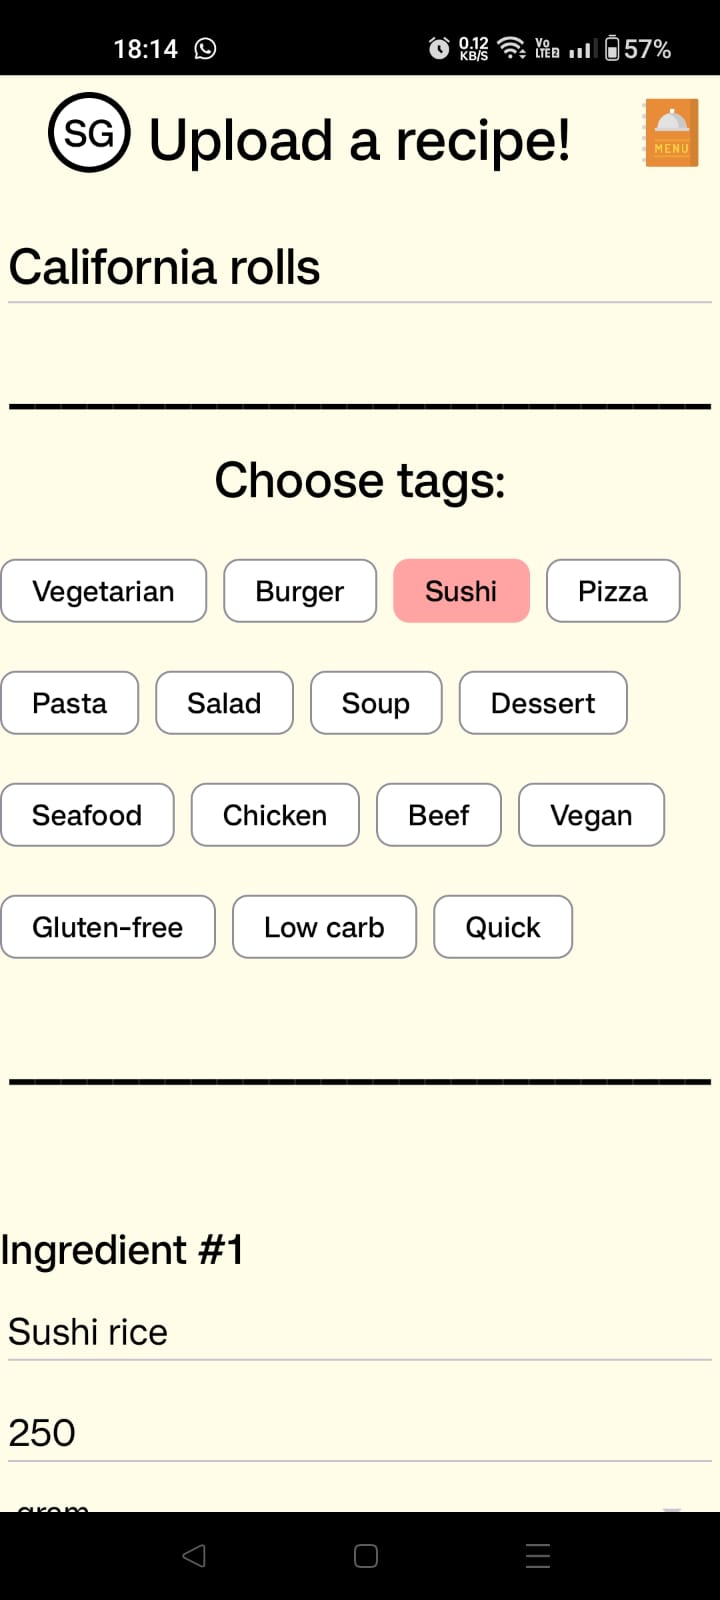 18:14 0.12 KB/S Vo LTE2 57%
SG Upload a recipe! MENU
California rolls
Choose tags:
Vegetarian Burger Sushi Pizza
Pasta Salad Soup Dessert
Seafood Chicken Beef Vegan
Gluten-free Low carb Quick
Ingredient #1
Sushi rice
250
gram